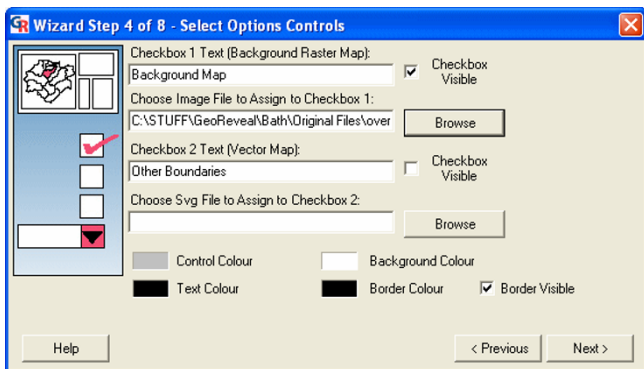 GR Wizard Step 4 of 8 - Select Options Controls
Checkbox 1 Text (Background Raster Map):
Background Map
Checkbox Visible
Choose Image File to Assign to Checkbox 1:
C:\STUFF\GeoReveal\Bath\Original Files\over
Browse
Checkbox 2 Text (Vector Map):
Other Boundaries
Checkbox Visible
Choose Svg File to Assign to Checkbox 2:
Browse
Control Colour
Background Colour
Text Colour
Border Colour
Border Visible
Help
< Previous
Next >